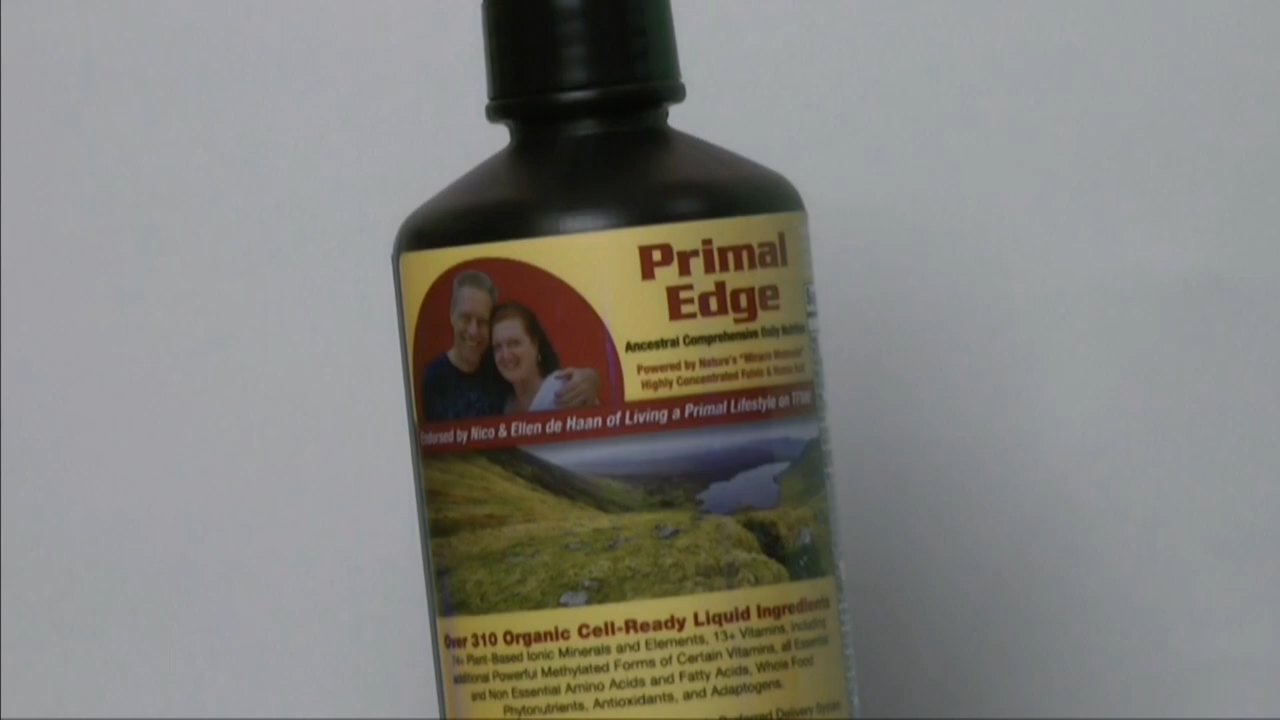 Primal
Edge
Ancestral Comprehensive Daily Nutrition
Powered by Nature's "Miracle Molecule"
Highly Concentrated Fulvic & Humic
Endorsed by Nico & Ellen de Haan of Living a Primal Lifestyle on
Over 310 Organic Cell-Ready Liquid Ingredients
Plant-Based Ionic Minerals and Elements, 13+ Vitamins, including
additional Powerful Methylated Forms of Certain Vitamins, all Essential
and Non Essential Amino Acids and Fatty Acids, Whole Food
Phytonutrients, Antioxidants, and Adaptogens.
Preferred Delivery